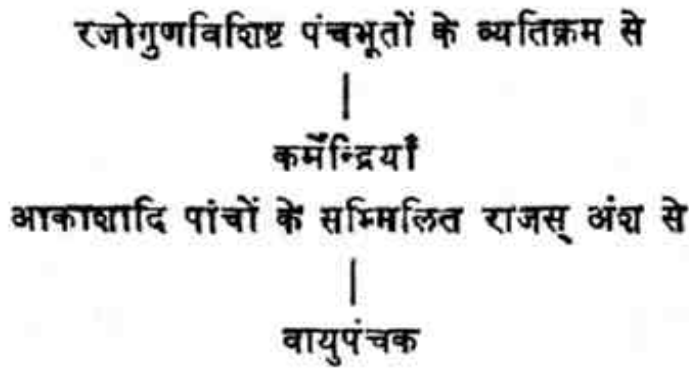 रजोगुणविशिष्ट पंचभूतों के व्यतिक्रम से
|
कर्मेन्द्रियाँ
आकाशादि पांचों के सम्मिलित राजस् अंश से
|
वायुपंचक